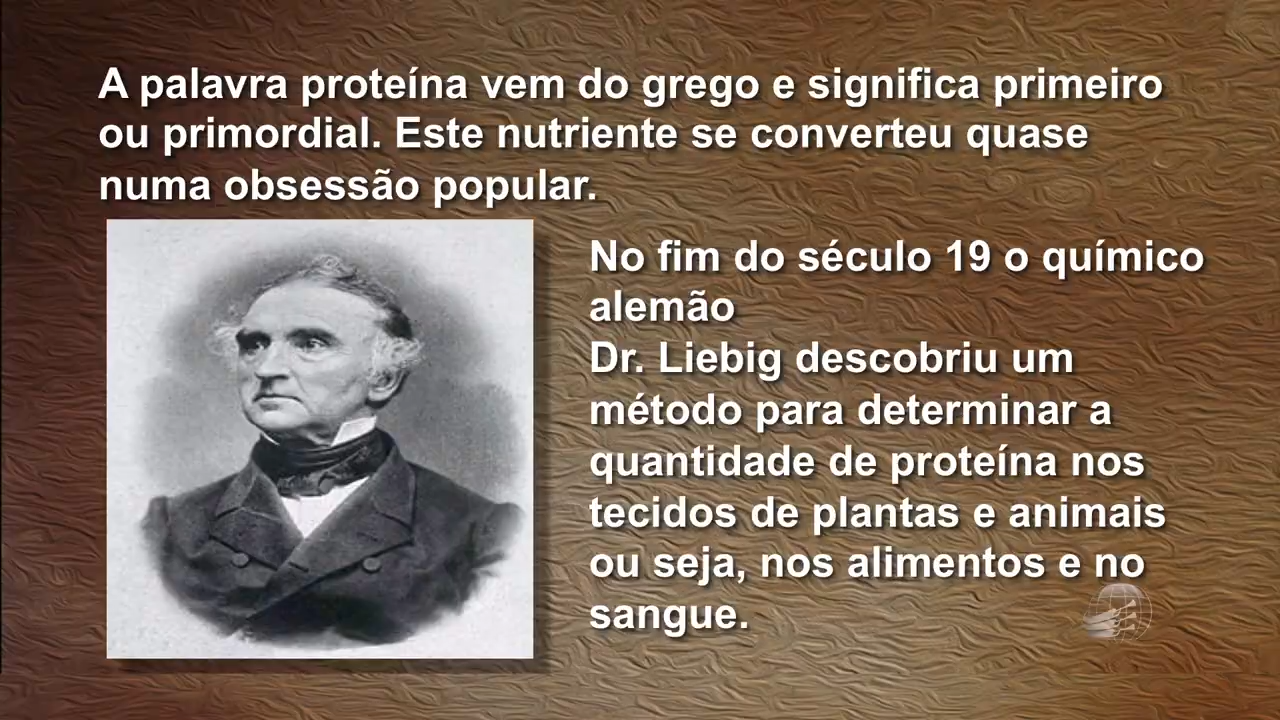 A palavra proteína vem do grego e significa primeiro
ou primordial. Este nutriente se converteu quase
numa obsessão popular.
No fim do século 19 o químico
alemão
Dr. Liebig descobriu um
método para determinar a
quantidade de proteína nos
tecidos de plantas e animais
ou seja, nos alimentos e no
sangue.